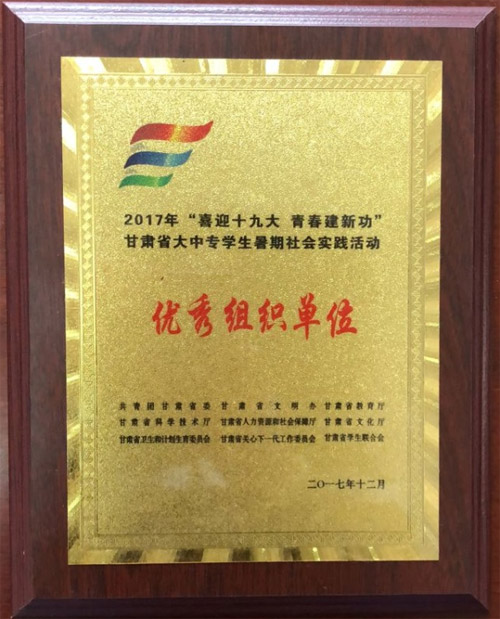 2017年“喜迎十九大 青春建新功”
甘肃省大中专学生暑期社会实践活动
优秀组织单位
共青团甘肃省委 甘肃省文明办 甘肃省教育厅
甘肃省科学技术厅 甘肃省人力资源和社会保障厅 甘肃省文化厅
甘肃省卫生和计划生育委员会 甘肃省关心下一代工作委员会 甘肃省学生联合会
二〇一七年十二月